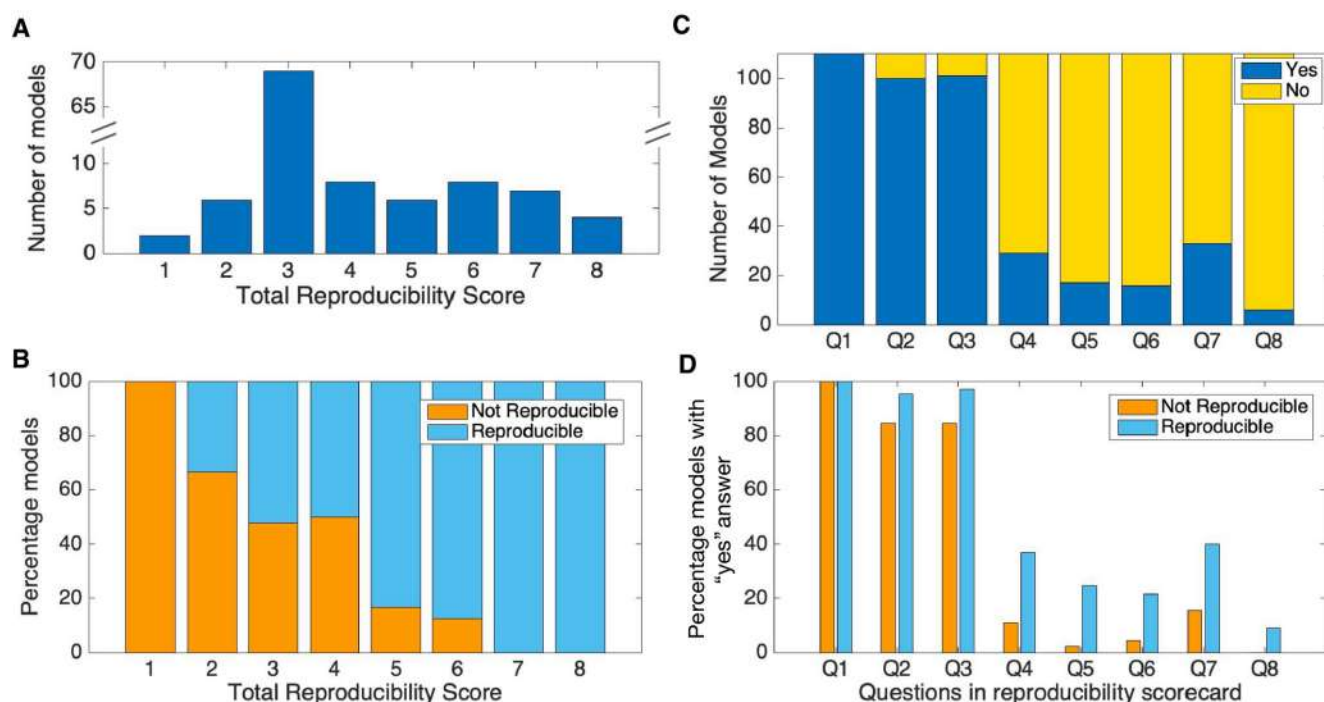 A
Number of models
70
65
10
5
0
1 2 3 4 5 6 7 8
Total Reproducibility Score
B
Percentage models
100
80
60
40
20
0
Not Reproducible
Reproducible
1 2 3 4 5 6 7 8
Total Reproducibility Score
C
Number of Models
100
80
60
40
20
0
Yes
No
Q1 Q2 Q3 Q4 Q5 Q6 Q7 Q8
D
Percentage models with
“yes” answer
100
80
60
40
20
0
Not Reproducible
Reproducible
Q1 Q2 Q3 Q4 Q5 Q6 Q7 Q8
Questions in reproducibility scorecard